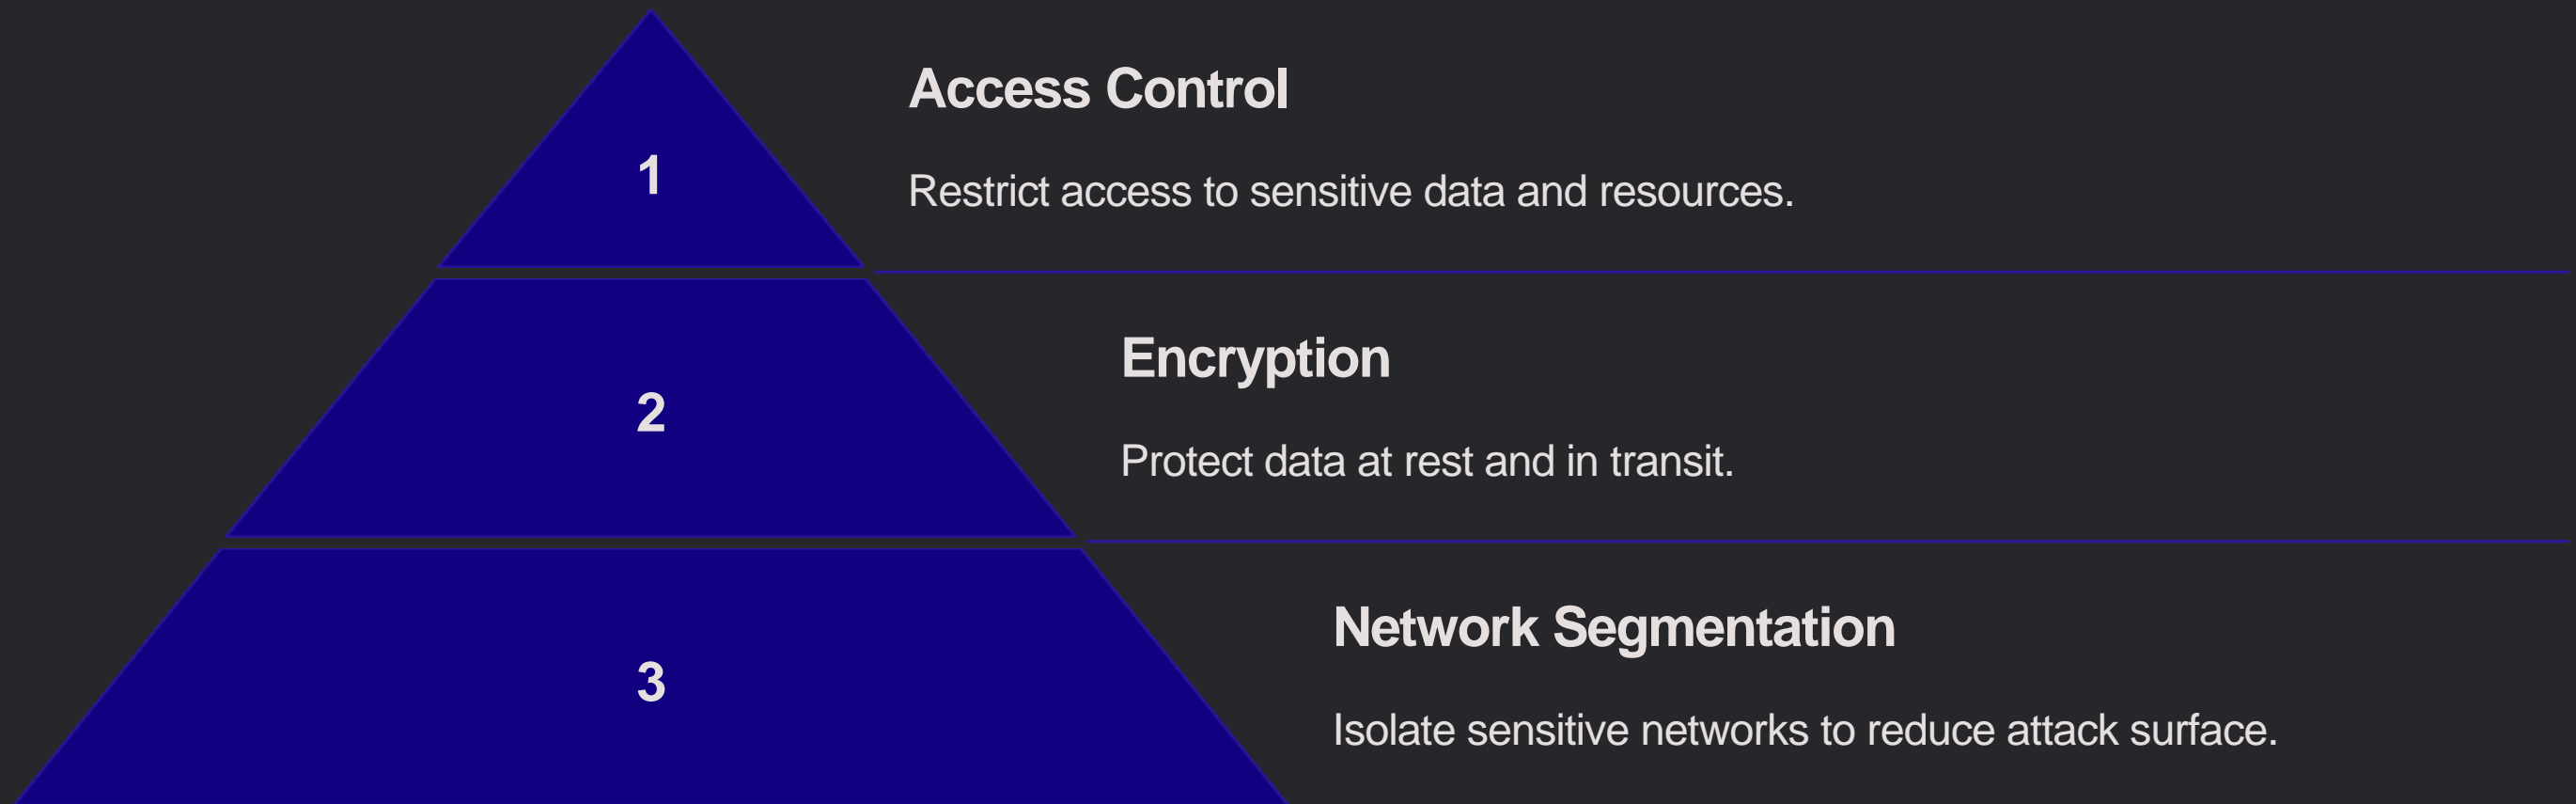 1
Access Control
Restrict access to sensitive data and resources.
2
Encryption
Protect data at rest and in transit.
3
Network Segmentation
Isolate sensitive networks to reduce attack surface.